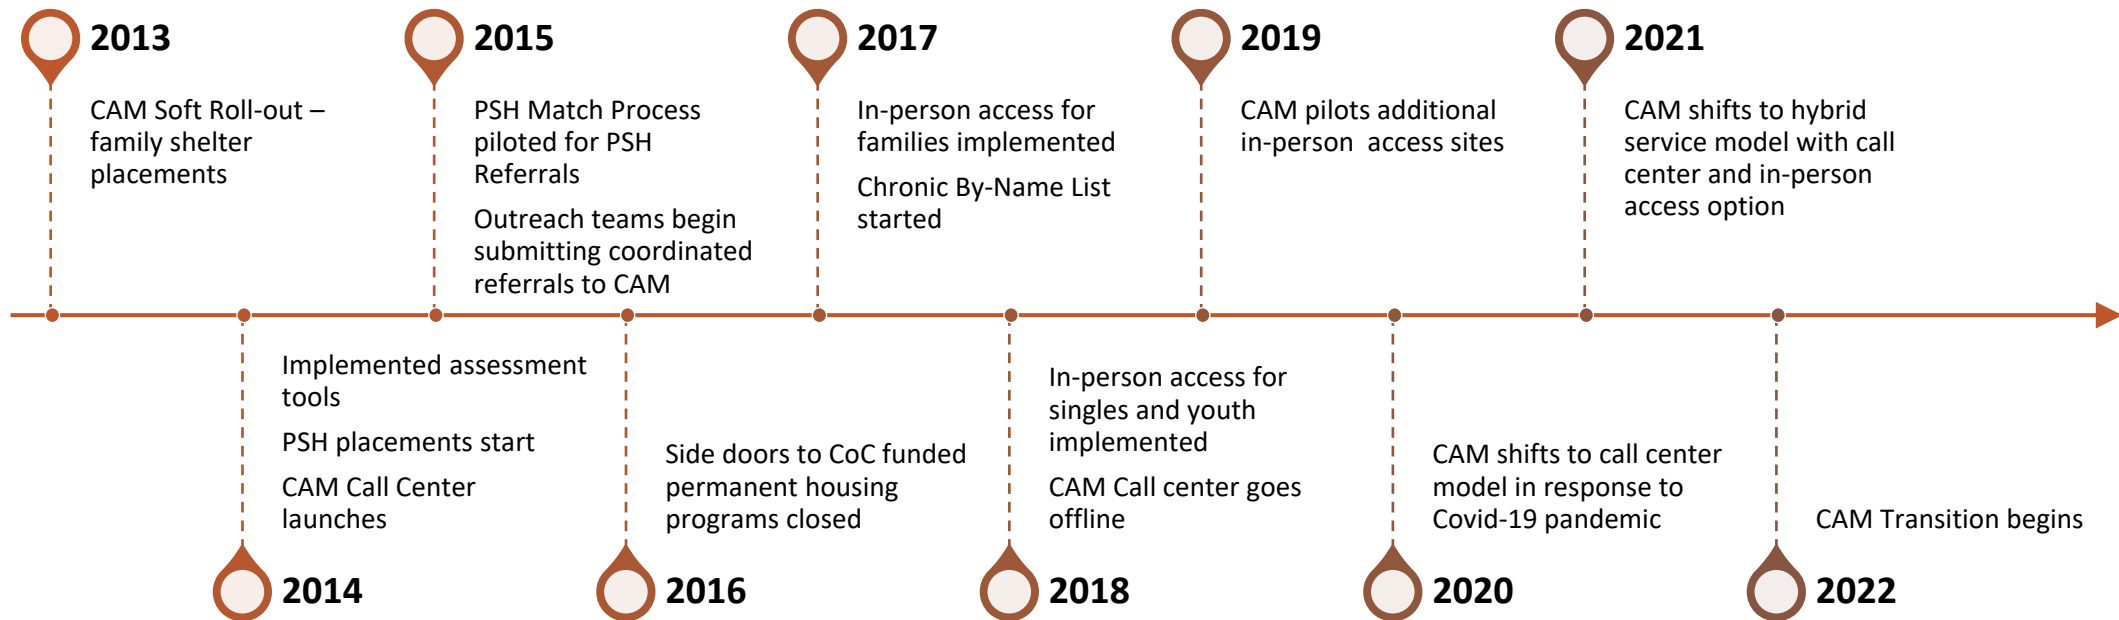 2013
CAM Soft Roll-out –
family shelter
placements
2014
Implemented assessment
tools
PSH placements start
CAM Call Center
launches
2015
PSH Match Process
piloted for PSH
Referrals
Outreach teams begin
submitting coordinated
referrals to CAM
2016
Side doors to CoC funded
permanent housing
programs closed
2017
In-person access for
families implemented
Chronic By-Name List
started
2018
In-person access for
singles and youth
implemented
CAM Call center goes
offline
2019
CAM pilots additional
in-person access sites
2020
CAM shifts to call center
model in response to
Covid-19 pandemic
2021
CAM shifts to hybrid
service model with call
center and in-person
access option
2022
CAM Transition begins